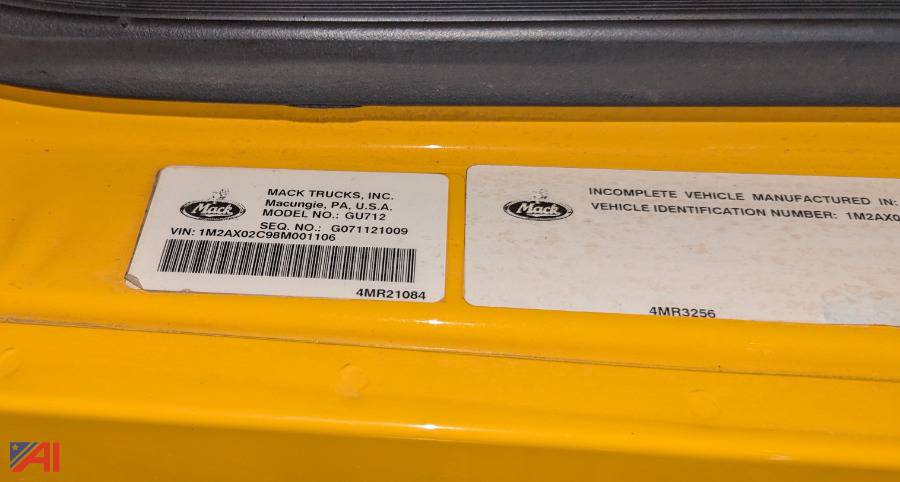 Mack
MACK TRUCKS, INC.
Macungie, PA, U.S.A.
MODEL NO.: GU712
SEQ. NO.: G071121009
VIN: 1M2AX02C98M001106
4MR21084
Mack
INCOMPLETE VEHICLE MANUFACTURED IN:
VEHICLE IDENTIFICATION NUMBER: 1M2AX0
4MR3256
AI